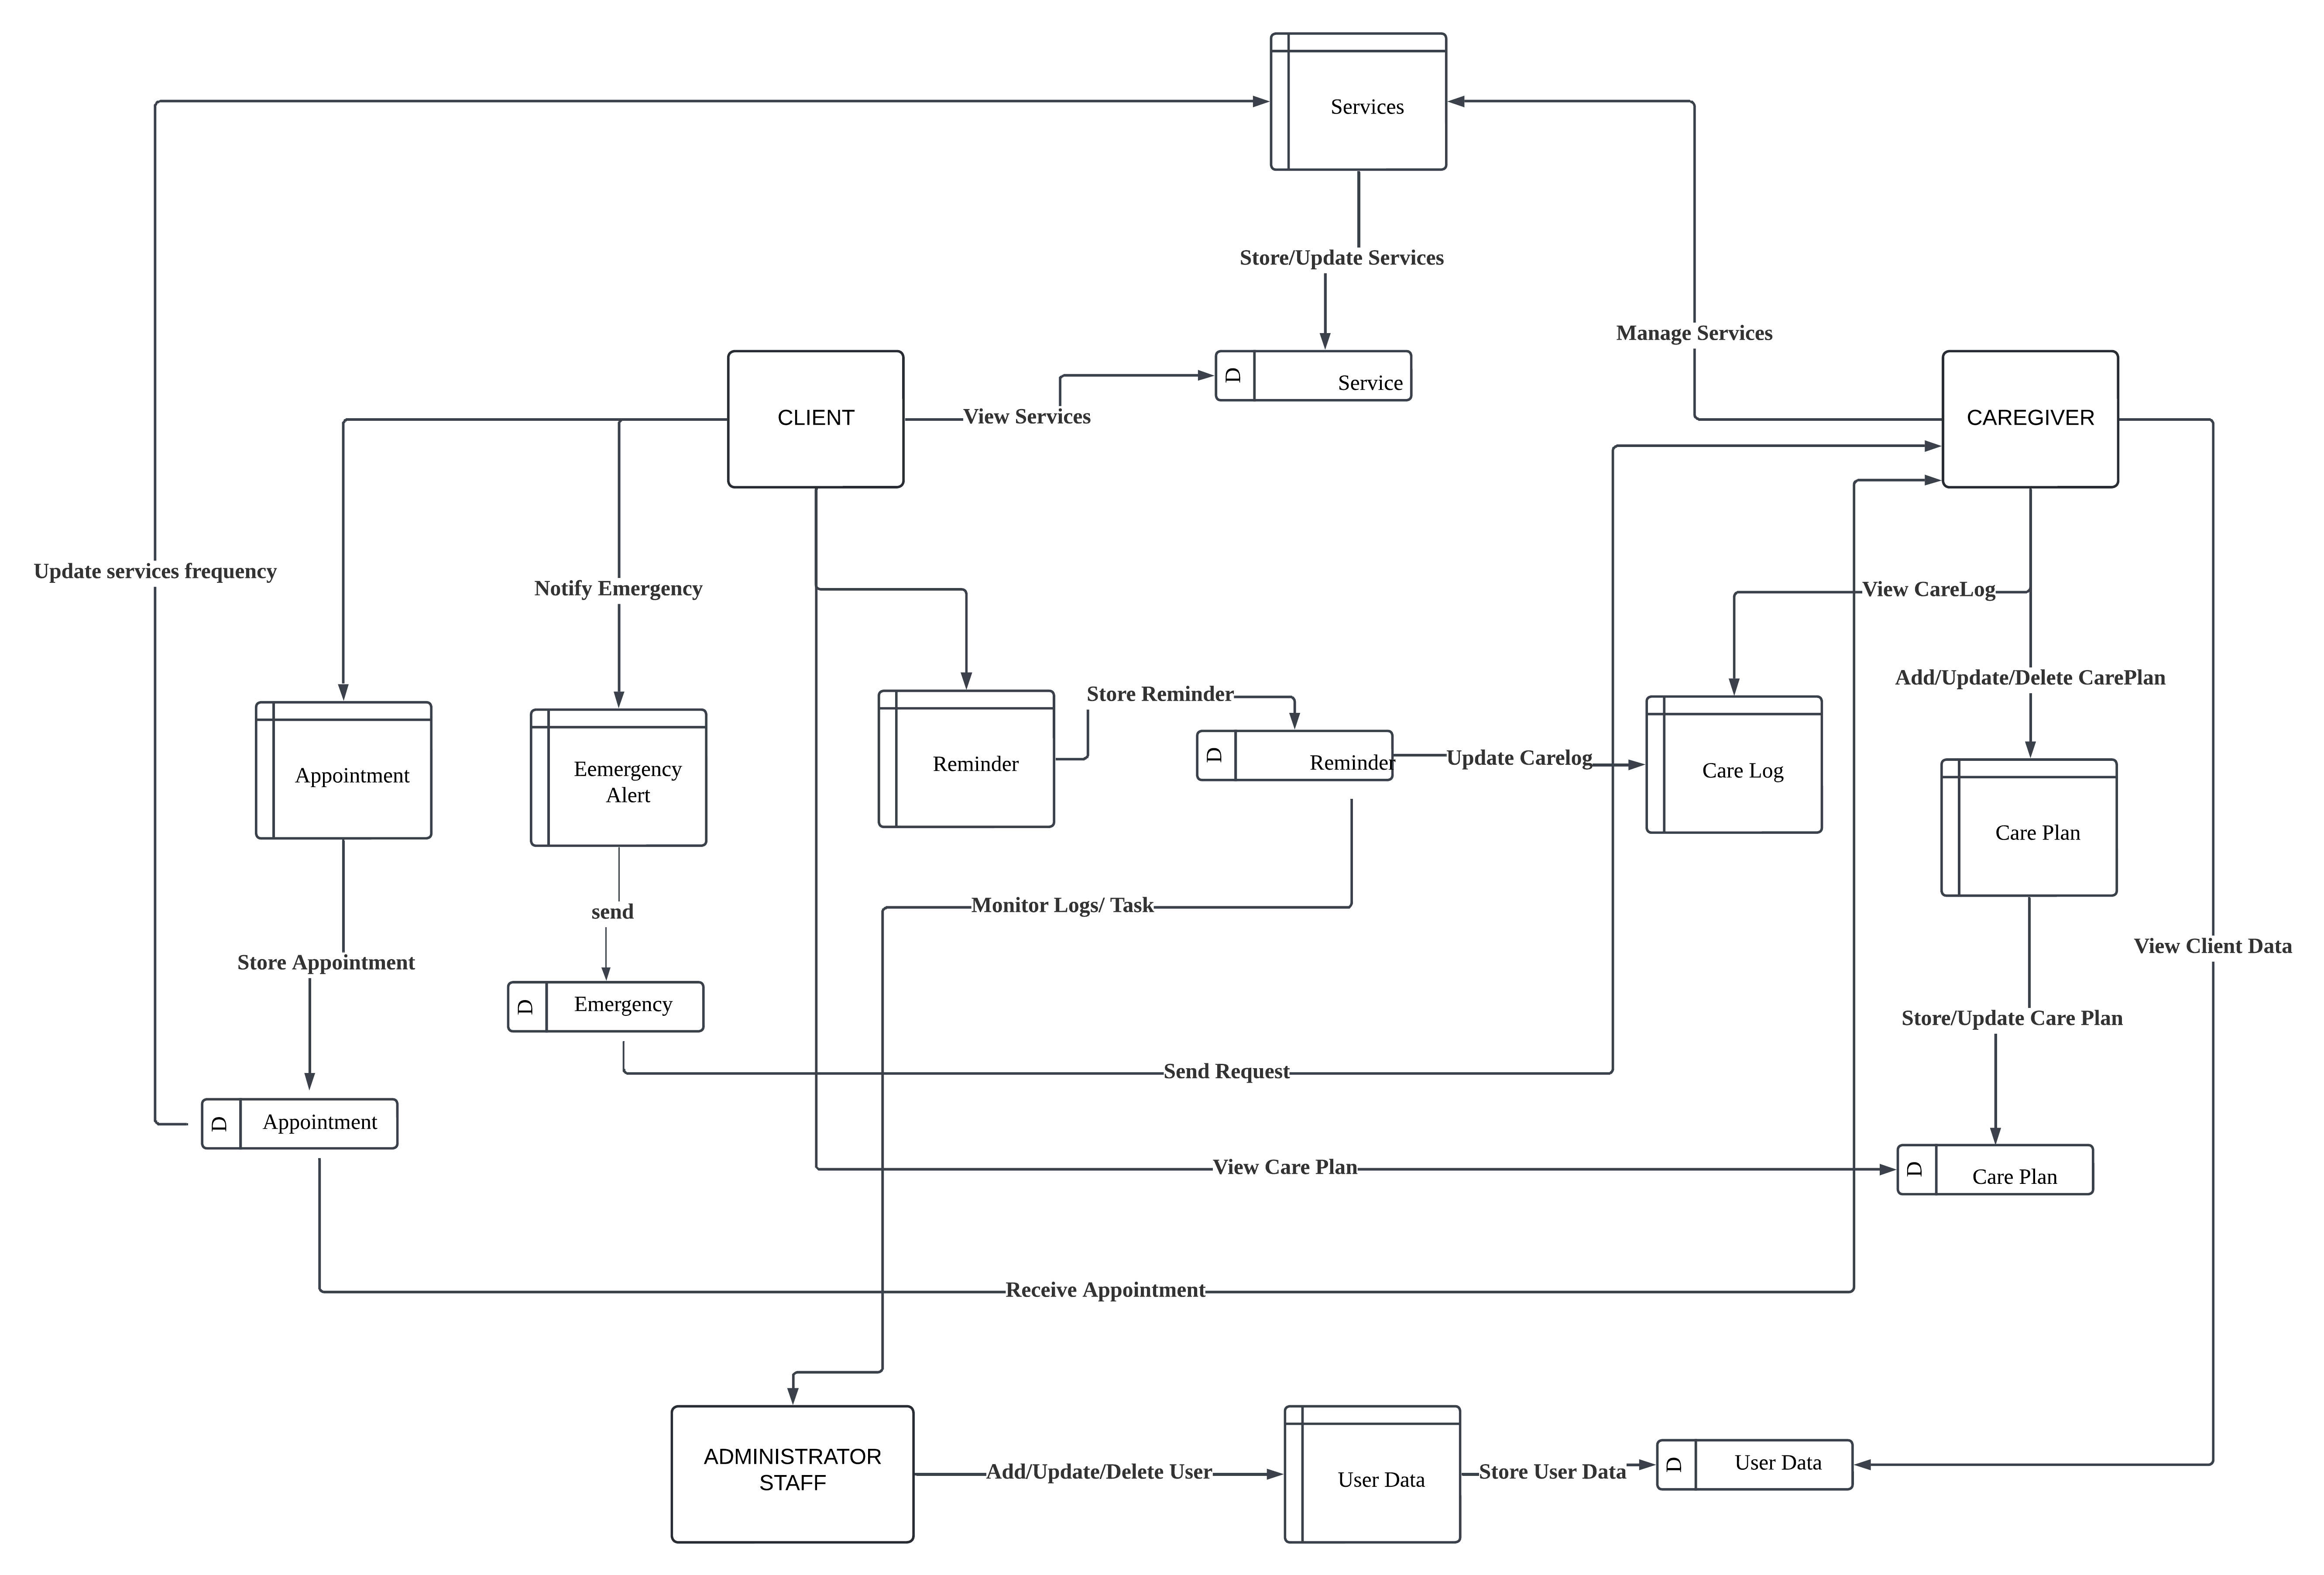 Services
Store/Update Services
Manage Services
D
Service
CLIENT
View Services
CAREGIVER
Update services frequency
Notify Emergency
View CareLog
Add/Update/Delete CarePlan
Store Reminder
Appointment
Eemergency
Alert
Reminder
D
Reminder
Update Carelog
Care Log
Care Plan
Monitor Logs/ Task
send
View Client Data
Store Appointment
D
Emergency
Store/Update Care Plan
Send Request
D
Appointment
View Care Plan
D
Care Plan
Receive Appointment
ADMINISTRATOR
STAFF
Add/Update/Delete User
User Data
Store User Data
D
User Data